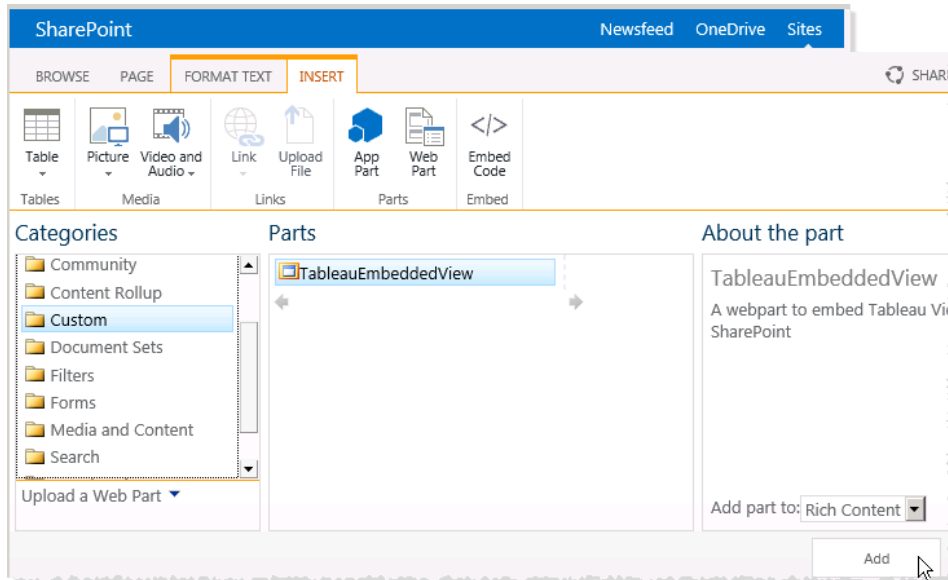 SharePoint
Newsfeed OneDrive Sites
BROWSE PAGE FORMAT TEXT INSERT
Table Picture Video and Audio Link Upload File App Part Web Part Embed Code
Tables Media Links Parts Embed
Categories
Community
Content Rollup
Custom
Document Sets
Filters
Forms
Media and Content
Search
Upload a Web Part
Parts
TableauEmbeddedView
About the part
TableauEmbeddedView
A webpart to embed Tableau
SharePoint
Add part to: Rich Content
Add